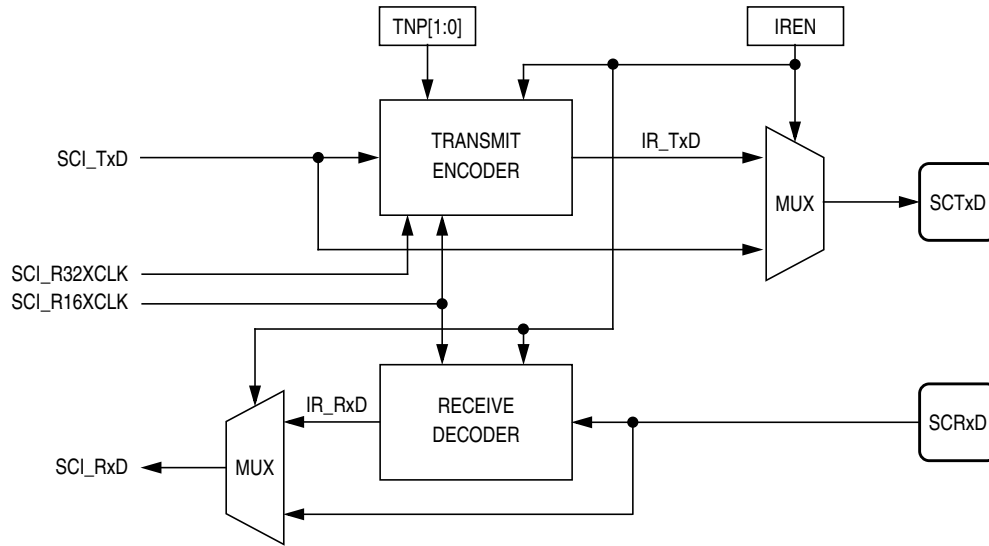 TNP[1:0]
IREN
SCI_TxD
TRANSMIT
ENCODER
IR_TxD
MUX
SCTxD
SCI_R32XCLK
SCI_R16XCLK
IR_RxD
RECEIVE
DECODER
SCRxD
SCI_RxD
MUX